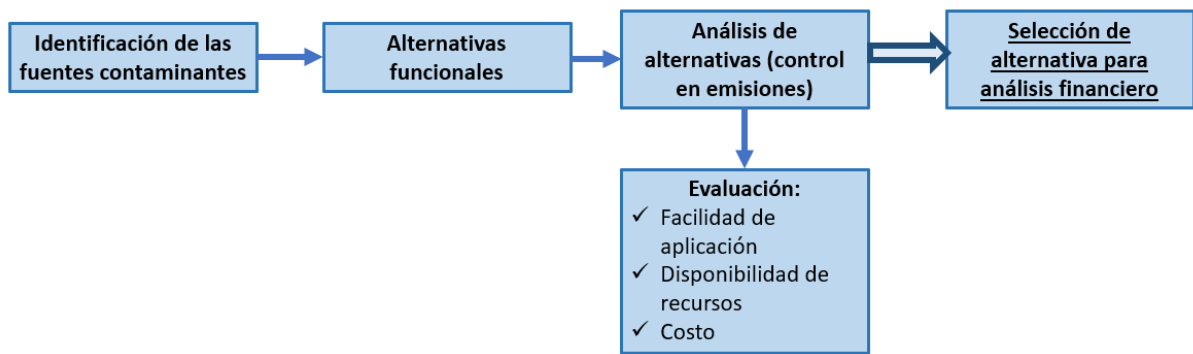 Identificación de las
fuentes contaminantes
Alternativas
funcionales
Análisis de
alternativas (control
en emisiones)
Selección de
alternativa para
análisis financiero
Evaluación:
✓ Facilidad de
aplicación
✓ Disponibilidad de
recursos
✓ Costo